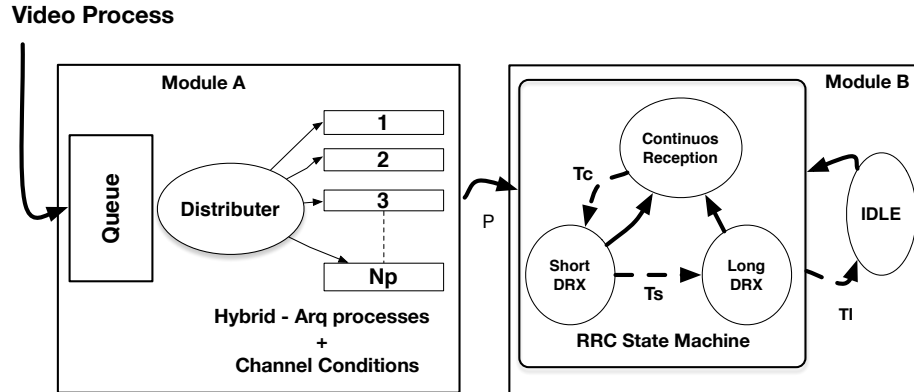 Video Process
Module A
Queue
Distributer
1
2
3
Np
Hybrid - Arq processes
+
Channel Conditions
P
Module B
Continuos
Reception
Tc
Short
DRX
Ts
Long
DRX
RRC State Machine
IDLE
Tl